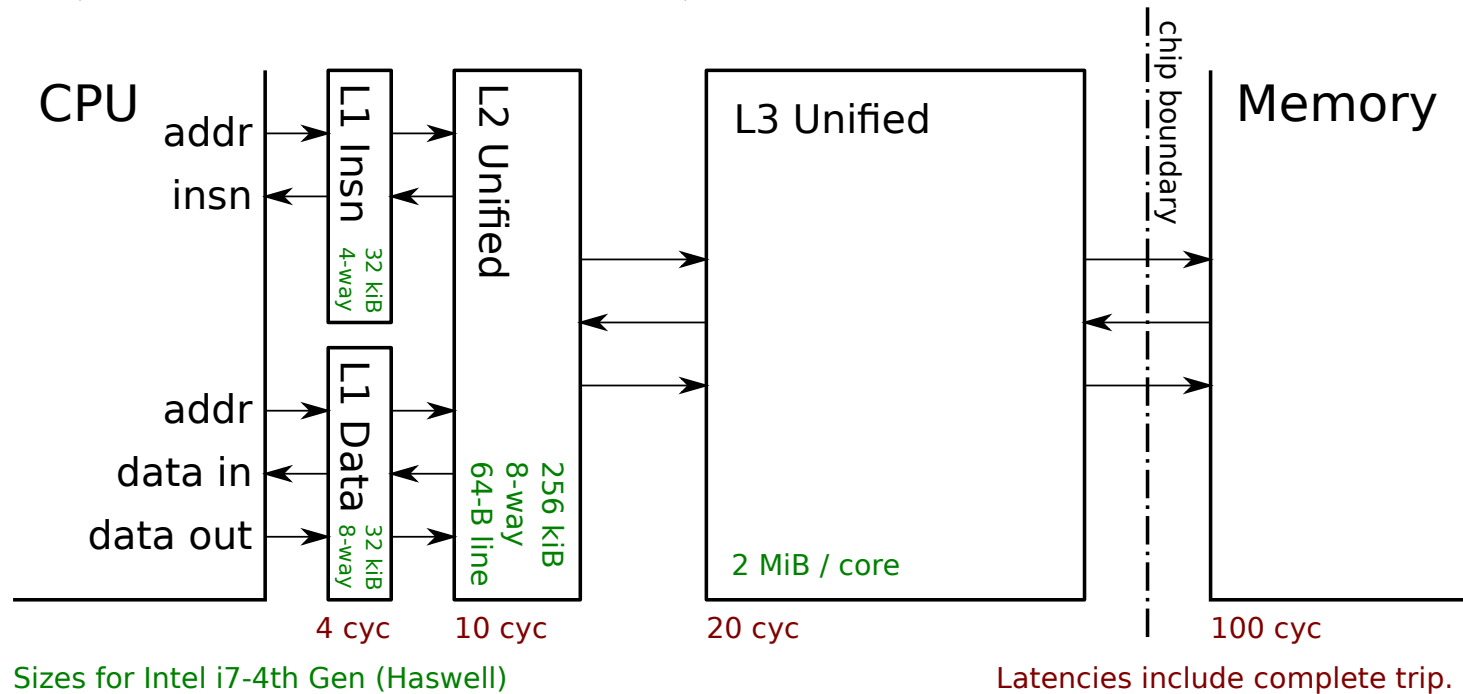 CPU
addr
insn
addr
data in
data out
L1 Insn
32 kiB
4-way
L1 Data
32 kiB
8-way
L2 Unified
256 kiB
8-way
64-B line
L3 Unified
2 MiB / core
chip boundary
Memory
4 cyc
10 cyc
20 cyc
100 cyc
Sizes for Intel i7-4th Gen (Haswell)
Latencies include complete trip.